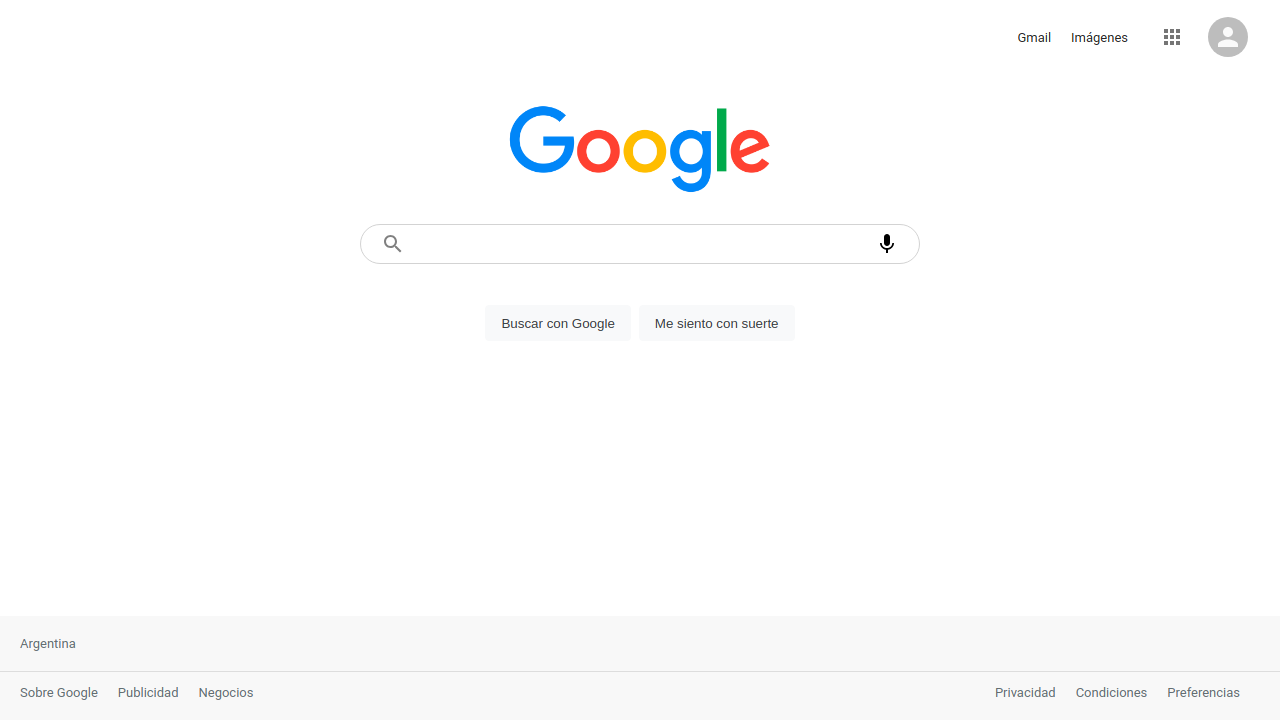 Gmail Imágenes
Google
Buscar con Google Me siento con suerte
Argentina
Sobre Google Publicidad Negocios Privacidad Condiciones Preferencias